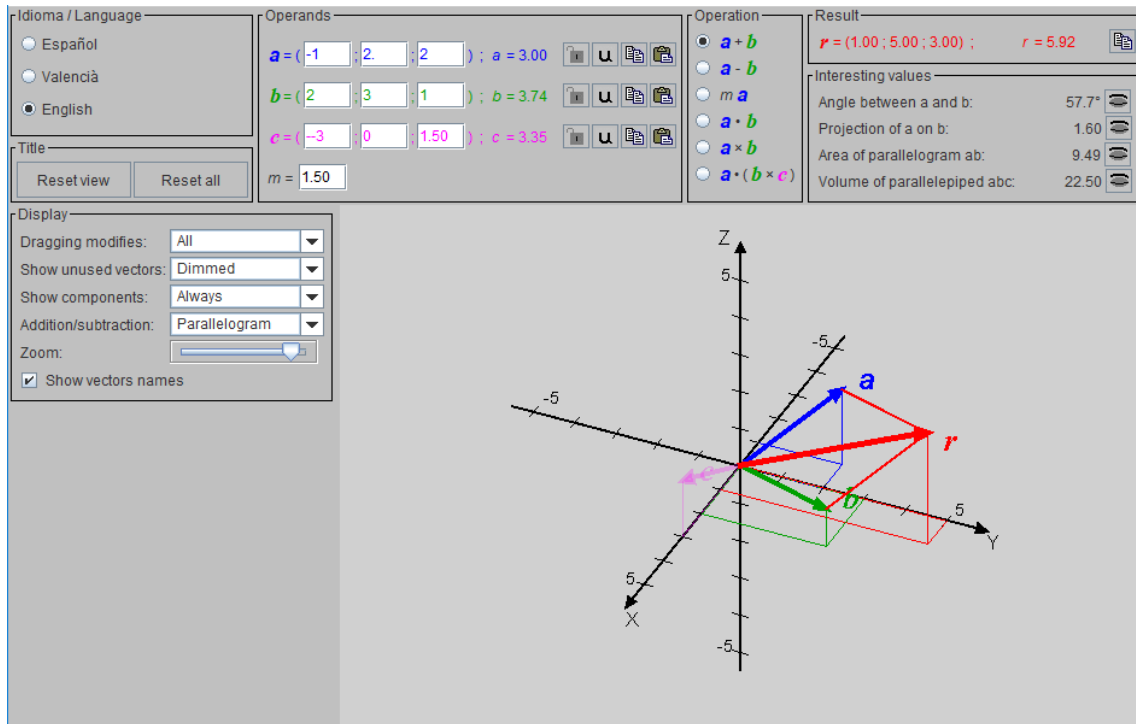 Idioma / Language
Español
Valencià
English
Title
Reset view Reset all
Operands
a = ( -1 ; 2. ; 2 ) ; a = 3.00 u
b = ( 2 ; 3 ; 1 ) ; b = 3.74 u
c = ( --3 ; 0 ; 1.50 ) ; c = 3.35 u
m = 1.50
Operation
a + b
a - b
m a
a • b
a × b
a • ( b × c )
Result
r = (1.00 ; 5.00 ; 3.00) ; r = 5.92
Interesting values
Angle between a and b: 57.7°
Projection of a on b: 1.60
Area of parallelogram ab: 9.49
Volume of parallelepiped abc: 22.50
Display
Dragging modifies: All
Show unused vectors: Dimmed
Show components: Always
Addition/subtraction: Parallelogram
Zoom:
Show vectors names
Z
5
-5
a
-5
r
c
b
5
Y
5
X
-5